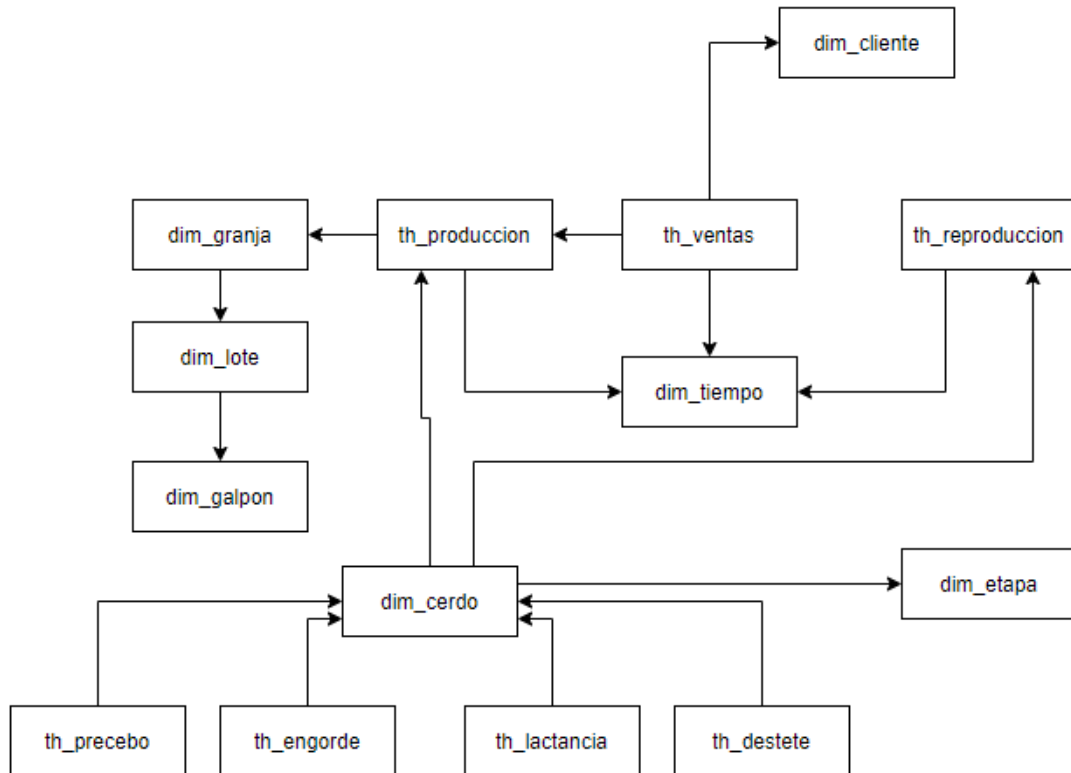 dim_cliente
dim_granja
th_produccion
th_ventas
th_reproduccion
dim_lote
dim_tiempo
dim_galpon
dim_cerdo
dim_etapa
th_precebo
th_engorde
th_lactancia
th_destete